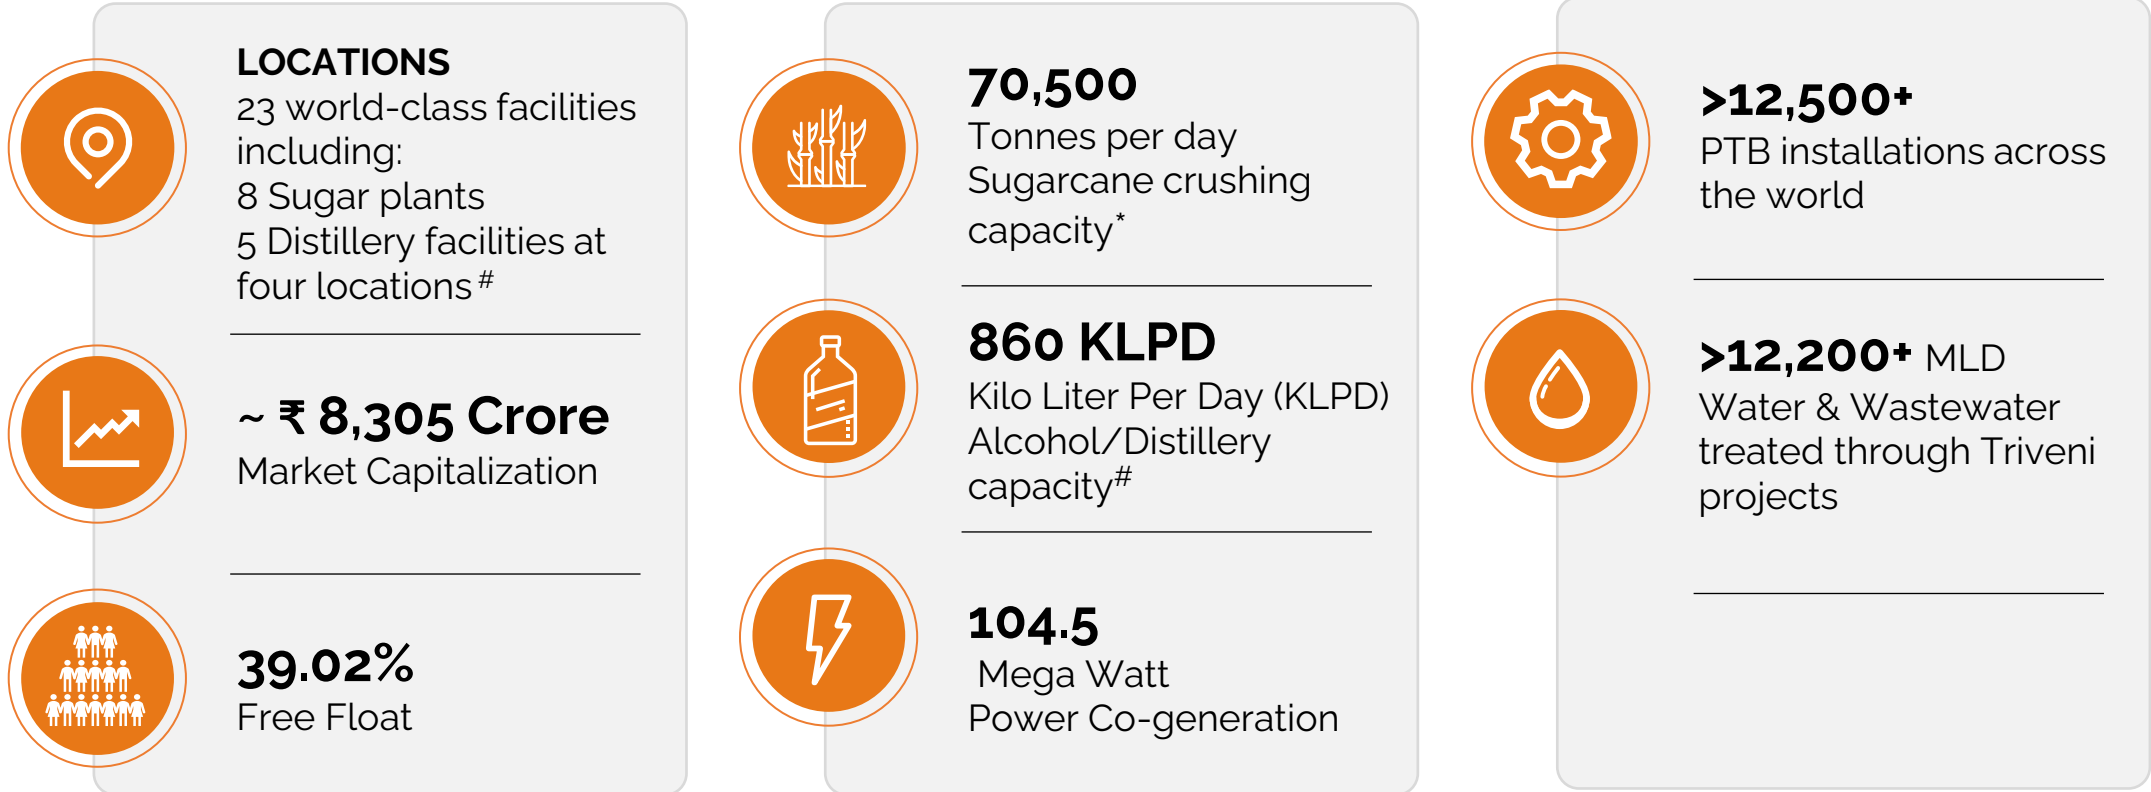 LOCATIONS
23 world-class facilities
including:
8 Sugar plants
5 Distillery facilities at
four locations #
~ ₹ 8,305 Crore
Market Capitalization
39.02%
Free Float
70,500
Tonnes per day
Sugarcane crushing
capacity*
860 KLPD
Kilo Liter Per Day (KLPD)
Alcohol/Distillery
capacity#
104.5
Mega Watt
Power Co-generation
>12,500+
PTB installations across
the world
>12,200+ MLD
Water & Wastewater
treated through Triveni
projects